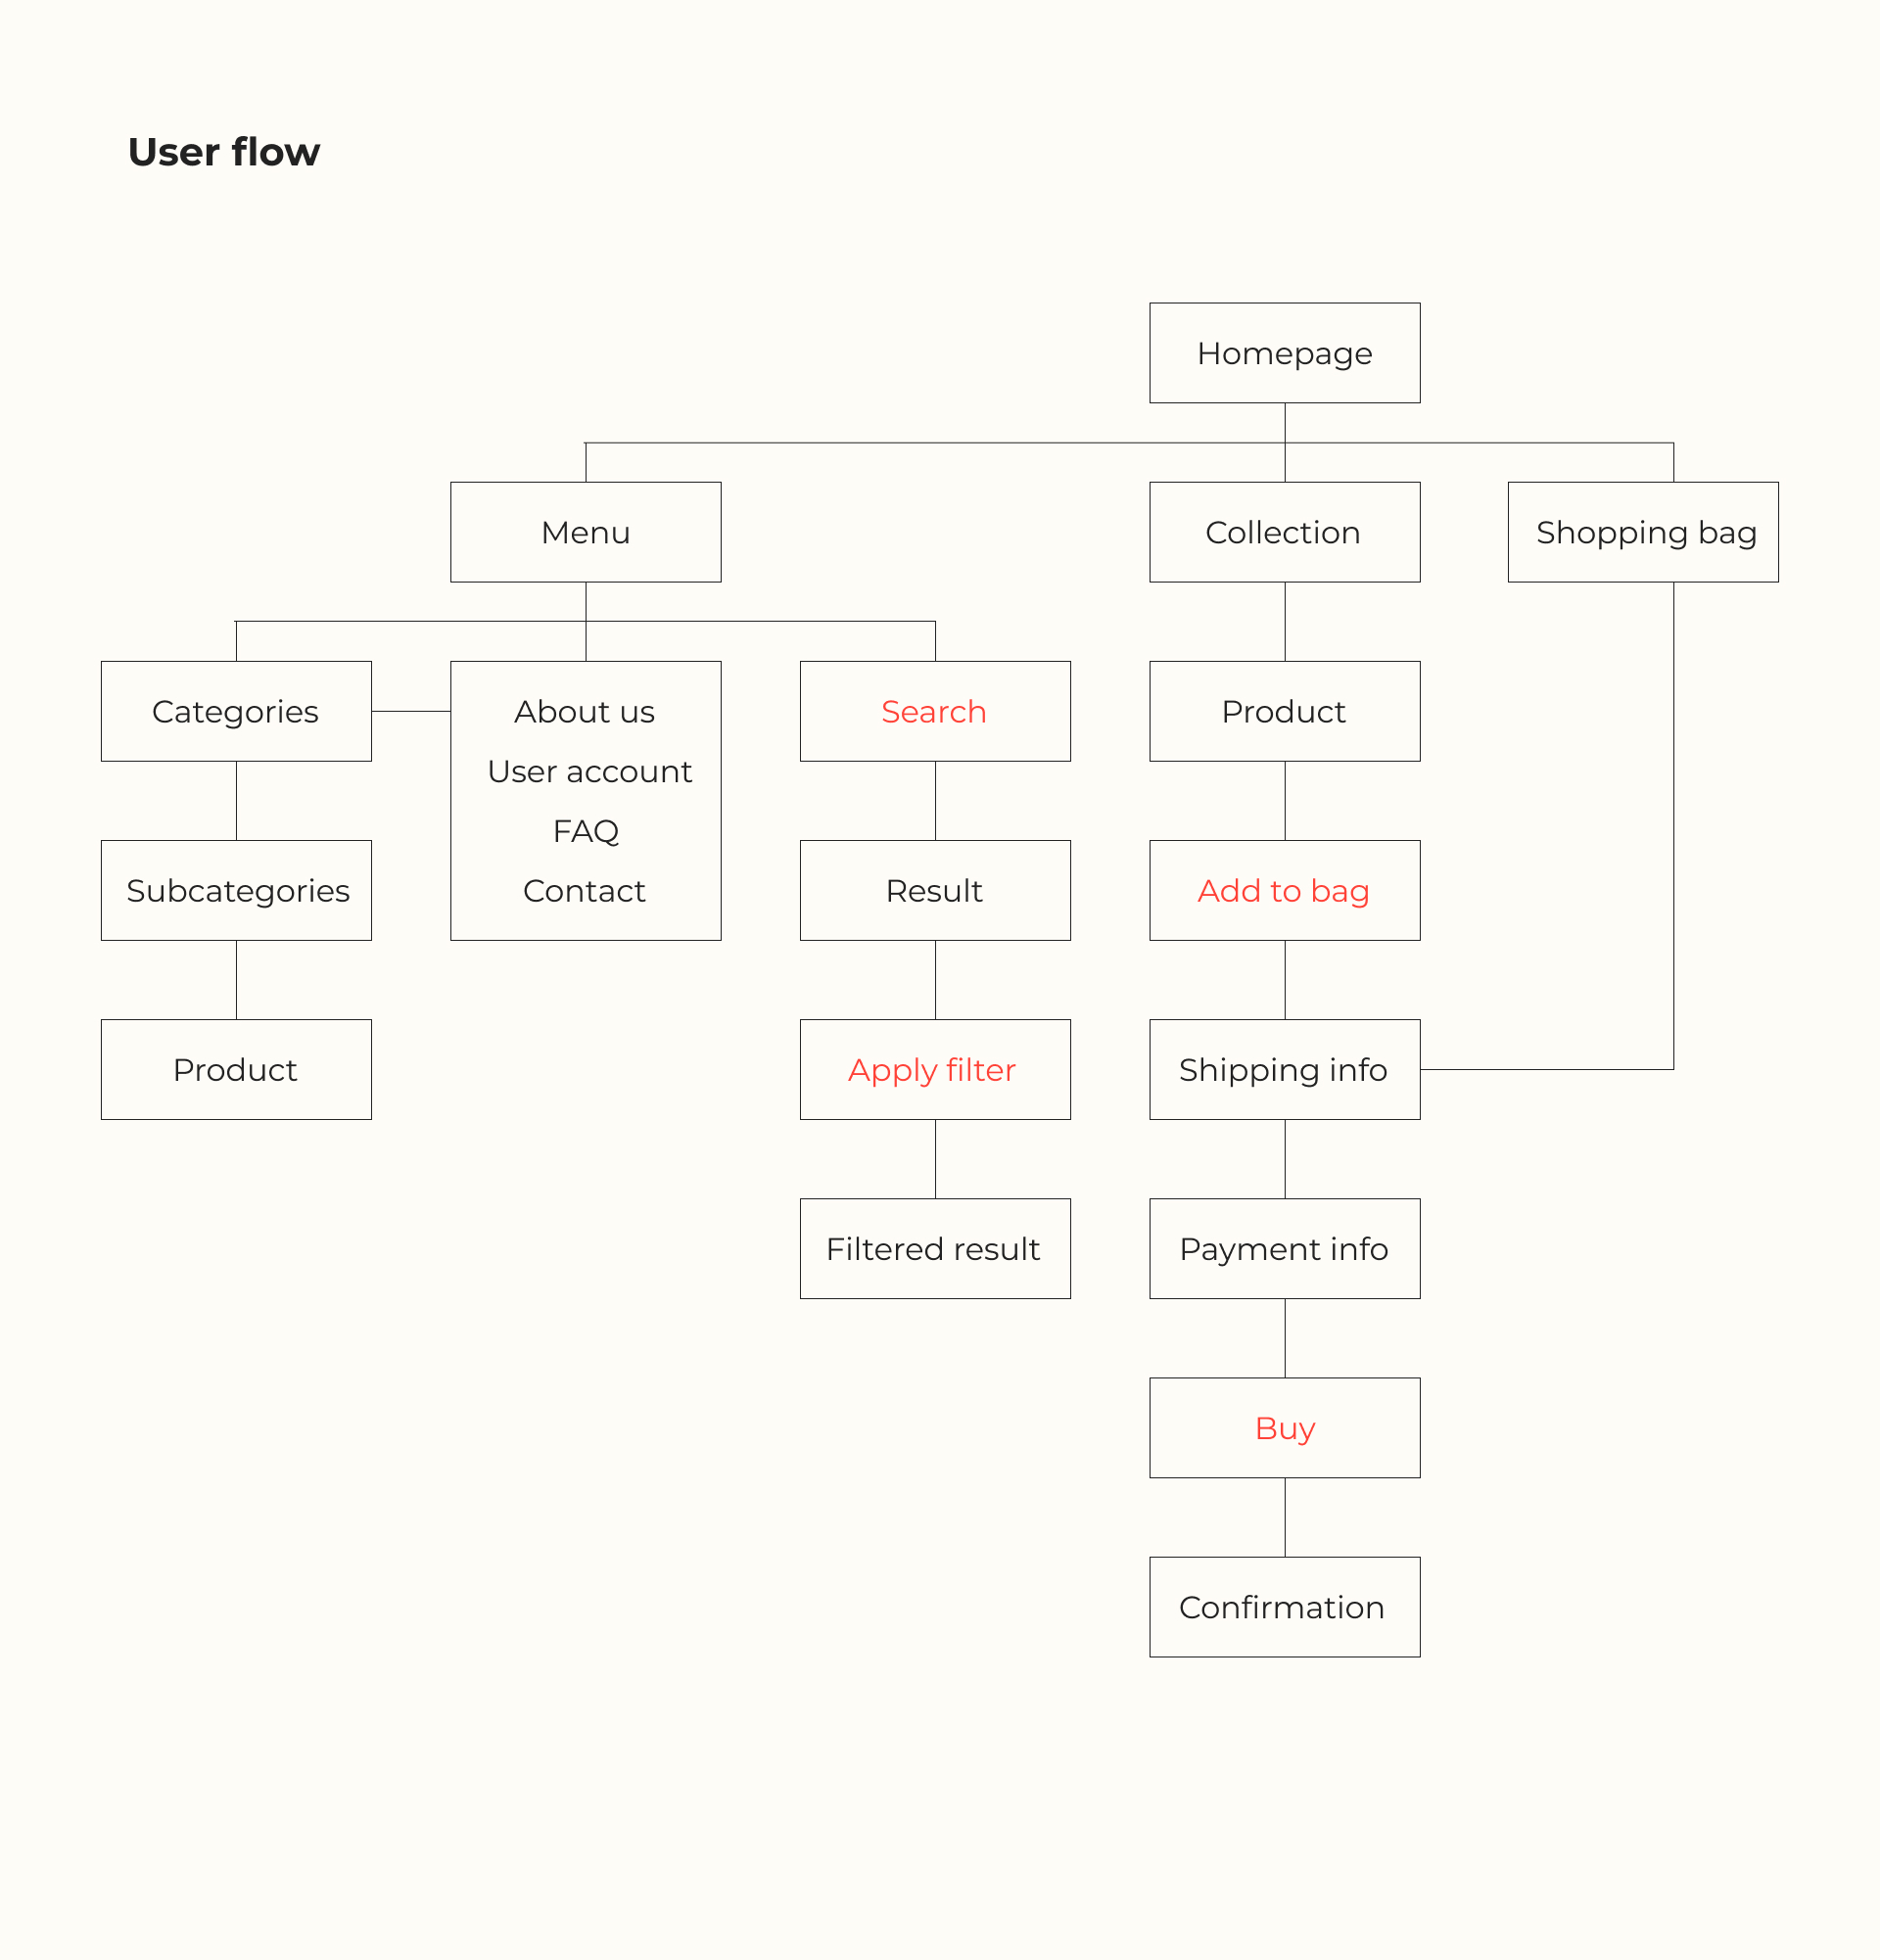 User flow
Homepage
Menu
Collection
Shopping bag
Categories
About us
User account
FAQ
Contact
Search
Product
Subcategories
Result
Add to bag
Product
Apply filter
Shipping info
Filtered result
Payment info
Buy
Confirmation